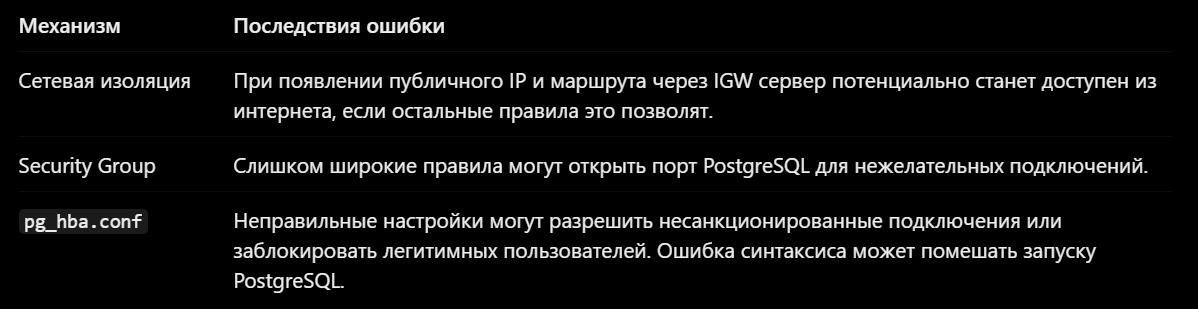 Механизм Последствия ошибки
Сетевая изоляция При появлении публичного IP и маршрута через IGW сервер потенциально станет доступен из
интернета, если остальные правила это позволят.
Security Group Слишком широкие правила могут открыть порт PostgreSQL для нежелательных подключений.
pg_hba.conf Неправильные настройки могут разрешить несанкционированные подключения или
заблокировать легитимных пользователей. Ошибка синтаксиса может помешать запуску
PostgreSQL.